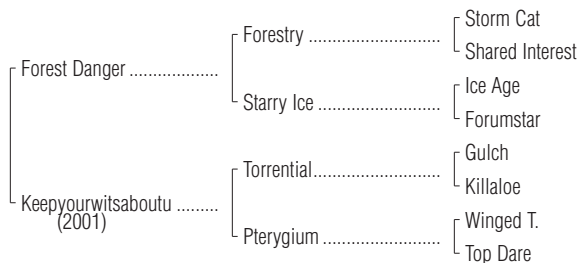 Storm Cat
Forestry ........................................
Shared Interest
Forest Danger ...................
Ice Age
Starry Ice .....................................
Forumstar
Gulch
Torrential.......................................
Killaloe
Keepyourwitsaboutu .........
(2001)
Winged T.
Pterygium .....................................
Top Dare